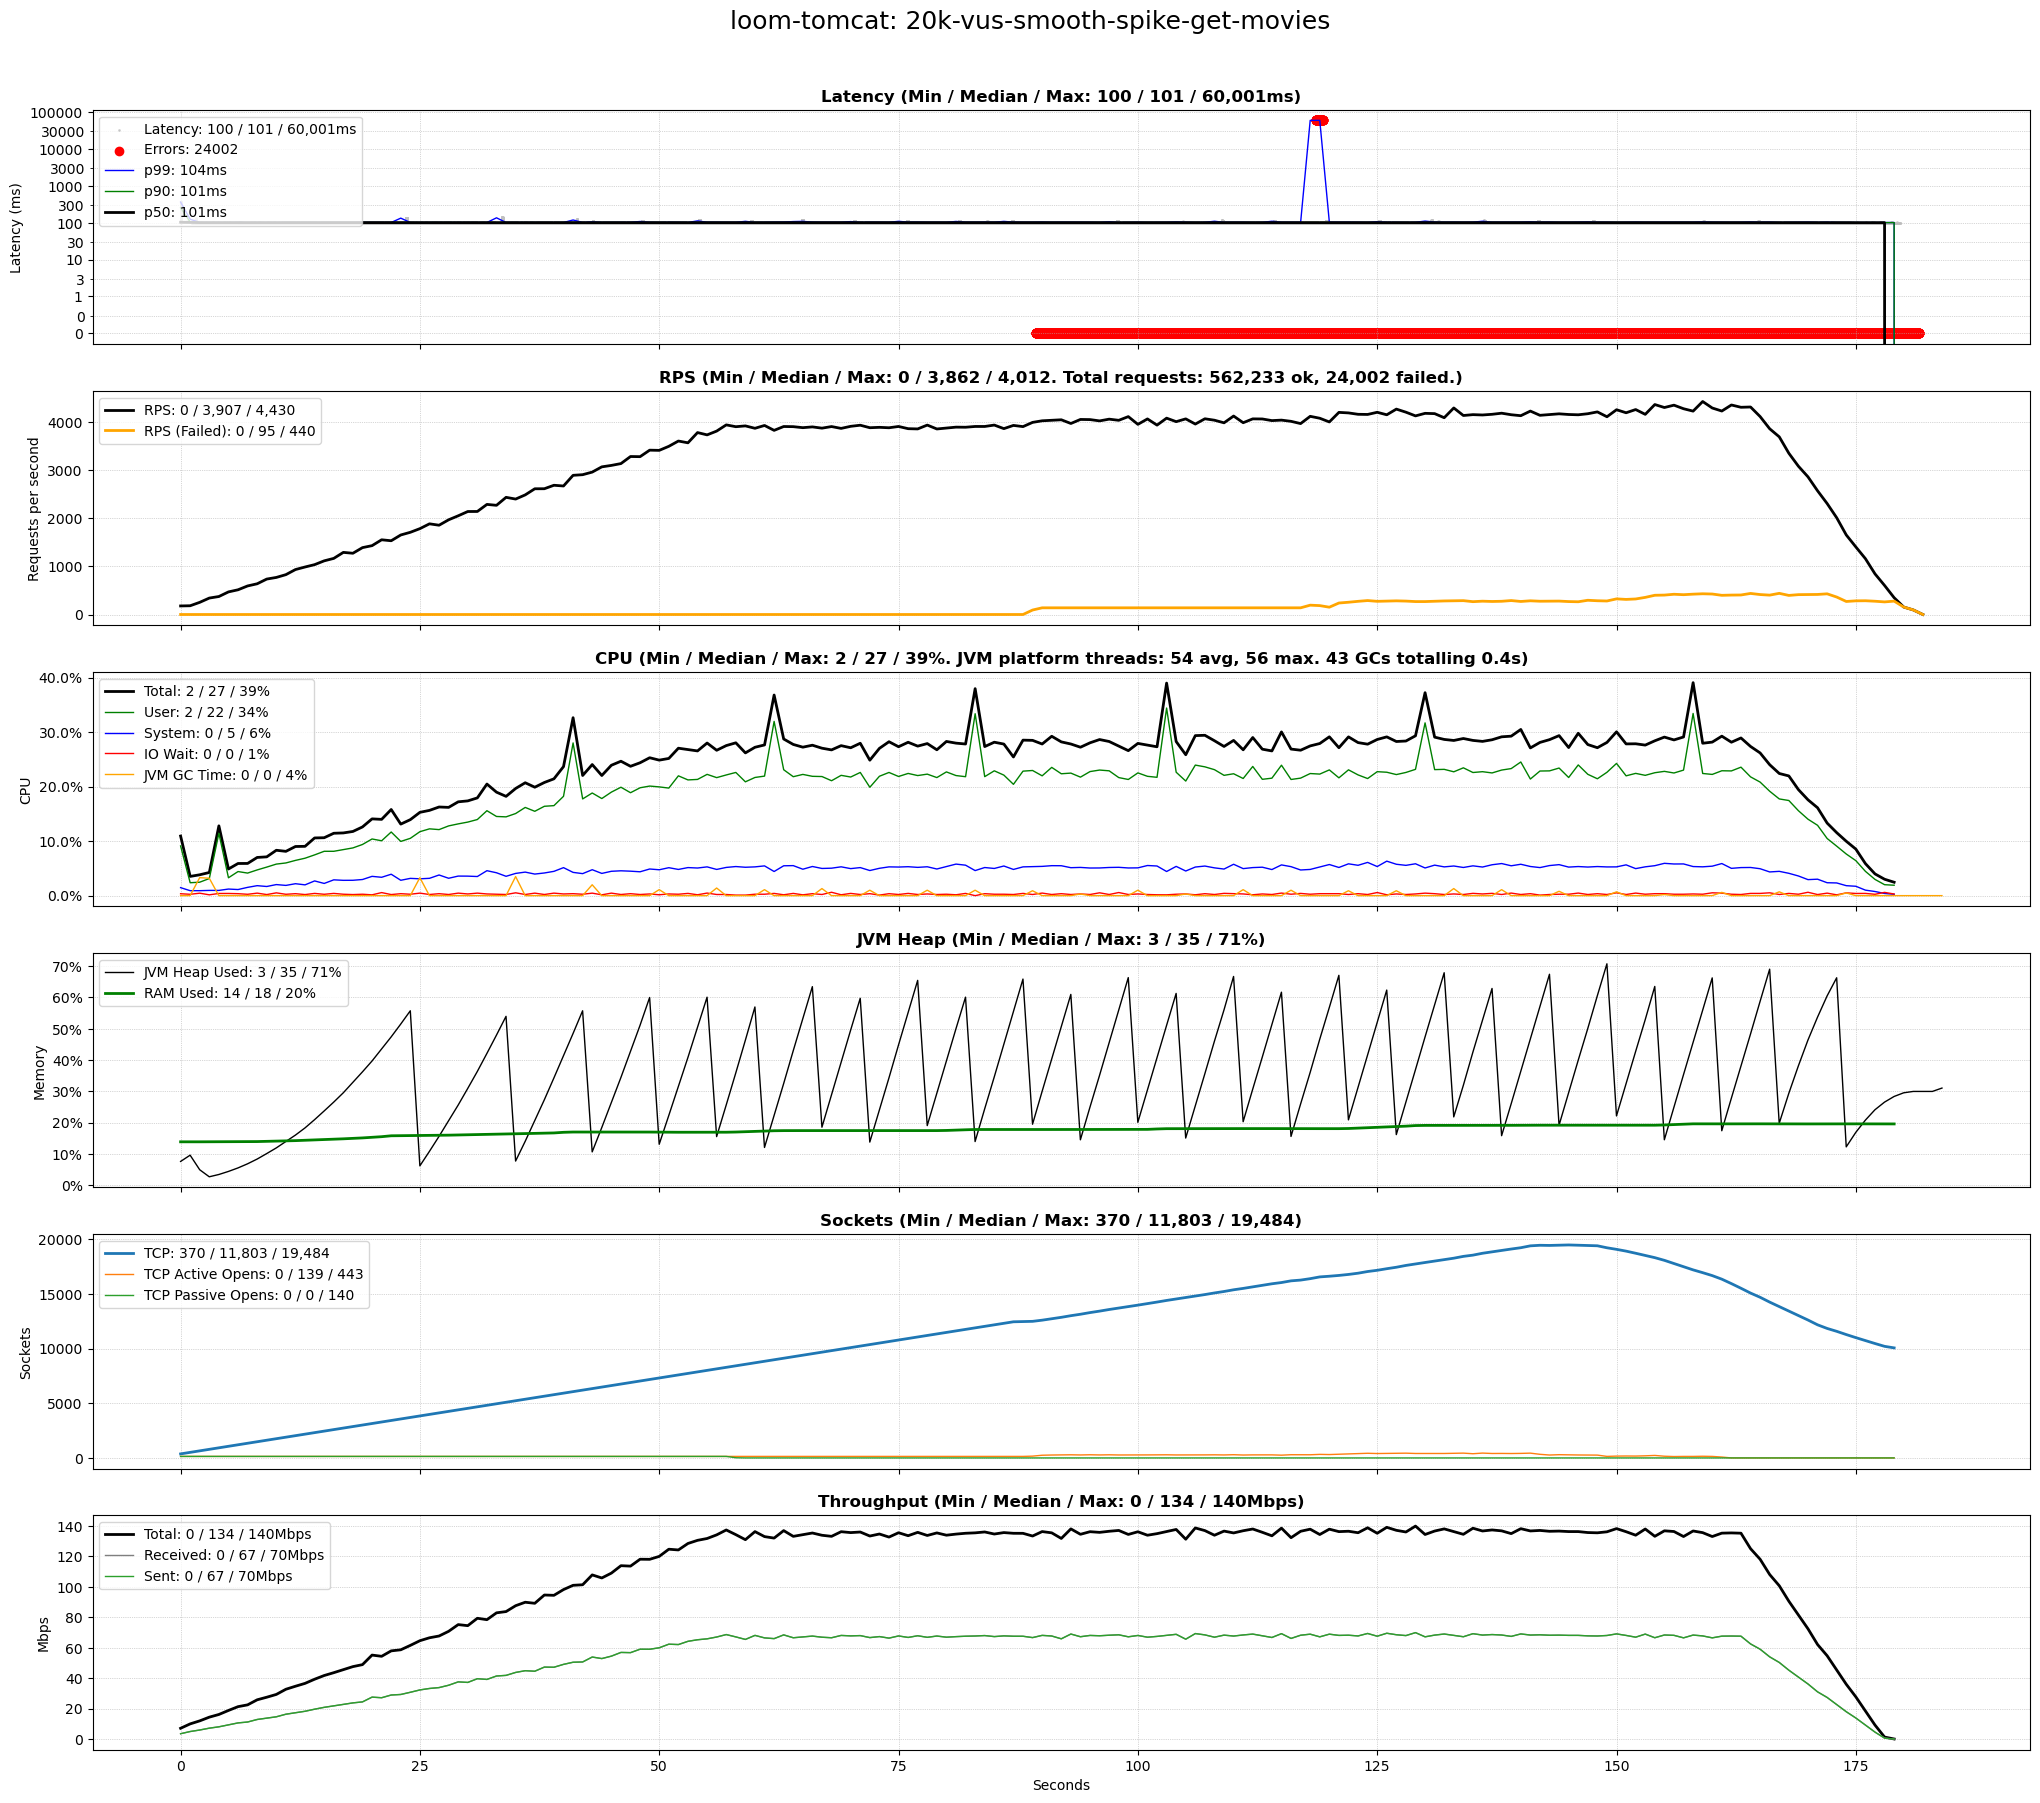 loom-tomcat: 20k-vus-smooth-spike-get-movies
Latency (Min / Median / Max: 100 / 101 / 60,001ms)
Latency (ms)
100000
30000
10000
3000
1000
300
100
30
10
3
1
0
0
Latency: 100 / 101 / 60,001ms
Errors: 24002
p99: 104ms
p90: 101ms
p50: 101ms
RPS (Min / Median / Max: 0 / 3,862 / 4,012. Total requests: 562,233 ok, 24,002 failed.)
Requests per second
4000
3000
2000
1000
0
RPS: 0 / 3,907 / 4,430
RPS (Failed): 0 / 95 / 440
CPU (Min / Median / Max: 2 / 27 / 39%. JVM platform threads: 54 avg, 56 max. 43 GCs totalling 0.4s)
CPU
40.0%
30.0%
20.0%
10.0%
0.0%
Total: 2 / 27 / 39%
User: 2 / 22 / 34%
System: 0 / 5 / 6%
IO Wait: 0 / 0 / 1%
JVM GC Time: 0 / 0 / 4%
JVM Heap (Min / Median / Max: 3 / 35 / 71%)
Memory
70%
60%
50%
40%
30%
20%
10%
0%
JVM Heap Used: 3 / 35 / 71%
RAM Used: 14 / 18 / 20%
Sockets (Min / Median / Max: 370 / 11,803 / 19,484)
Sockets
20000
15000
10000
5000
0
TCP: 370 / 11,803 / 19,484
TCP Active Opens: 0 / 139 / 443
TCP Passive Opens: 0 / 0 / 140
Throughput (Min / Median / Max: 0 / 134 / 140Mbps)
Mbps
140
120
100
80
60
40
20
0
Total: 0 / 134 / 140Mbps
Received: 0 / 67 / 70Mbps
Sent: 0 / 67 / 70Mbps
0 25 50 75 100 125 150 175
Seconds